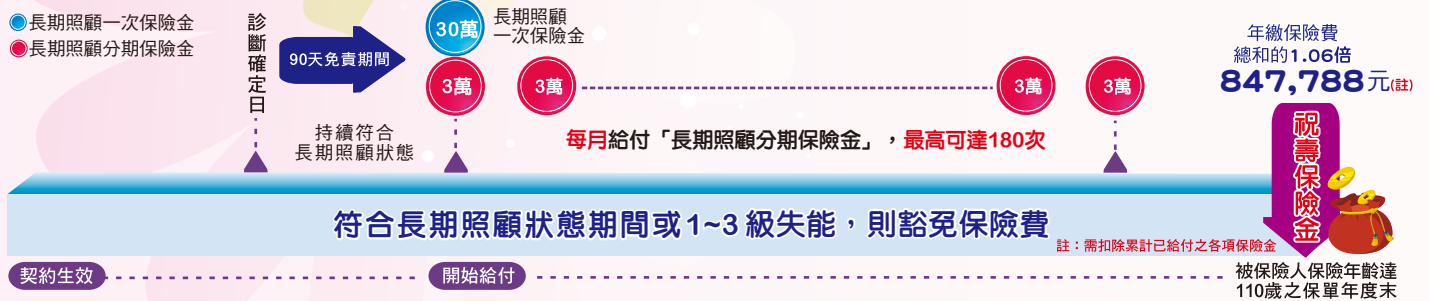 長期照顧一次保險金
長期照顧分期保險金
診斷確定日
90天免責期間
持續符合
長期照顧狀態
30萬
長期照顧
一次保險金
3萬
3萬
3萬
3萬
每月給付「長期照顧分期保險金」，最高可達180次
年繳保險費
總和的1.06倍
847,788元(註)
祝壽保險金
符合長期照顧狀態期間或1~3級失能，則豁免保險費
註：需扣除累計已給付之各項保險金
契約生效
開始給付
被保險人保險年齡達
110歲之保單年度末